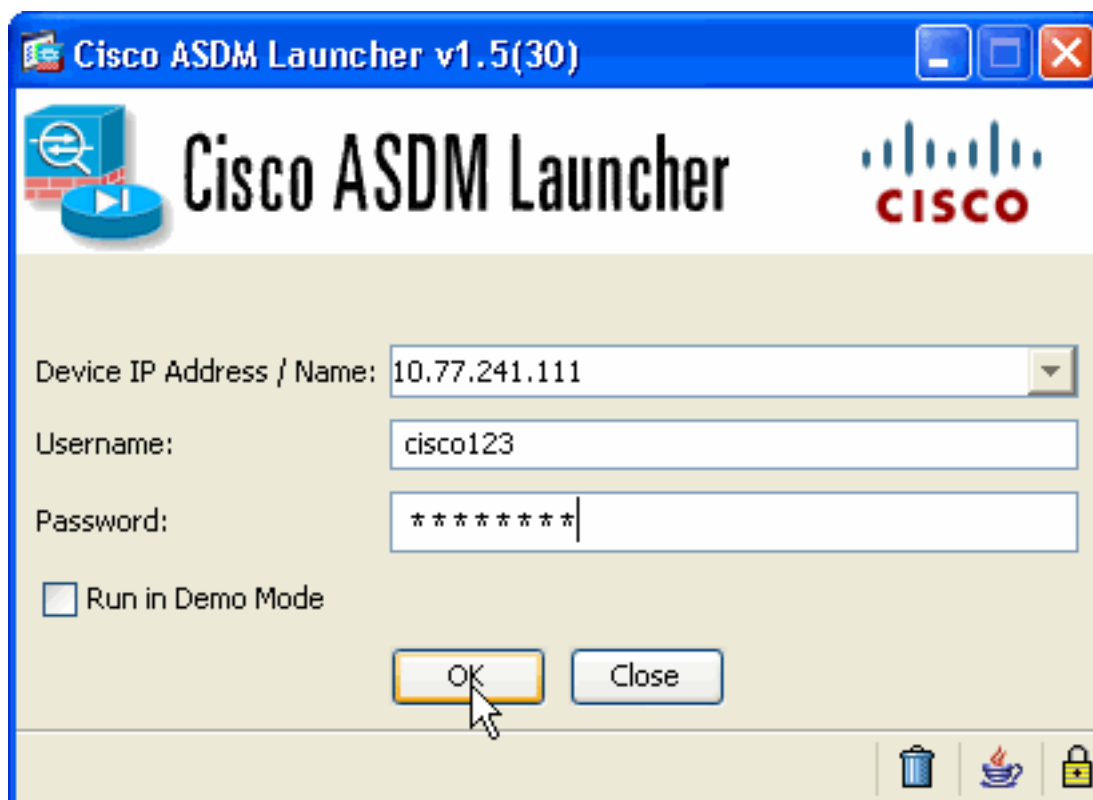 Cisco ASDM Launcher v1.5(30)
Cisco ASDM Launcher
CISCO
Device IP Address / Name: 10.77.241.111
Username: cisco123
Password: ********
Run in Demo Mode
OK Close